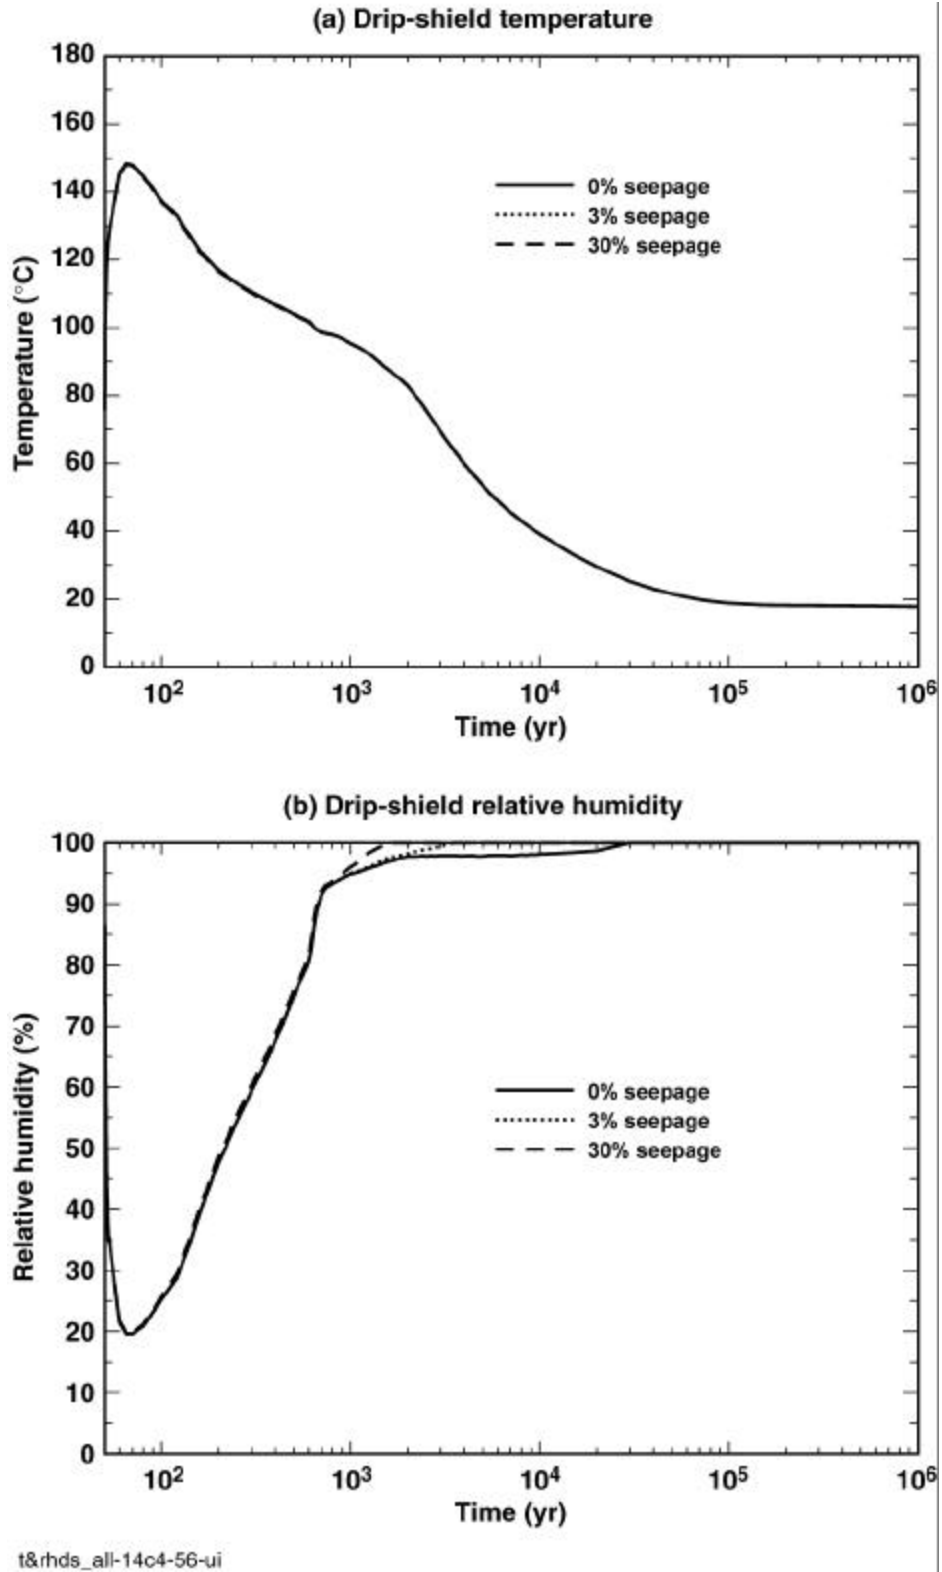 (a) Drip-shield temperature
180
160
140
120
100
80
60
40
20
0
Temperature (°C)
0% seepage
3% seepage
30% seepage
10² 10³ 10⁴ 10⁵ 10⁶
Time (yr)
(b) Drip-shield relative humidity
100
90
80
70
60
50
40
30
20
10
0
Relative humidity (%)
0% seepage
3% seepage
30% seepage
10² 10³ 10⁴ 10⁵ 10⁶
Time (yr)
t&rhds_all-14c4-56-ui